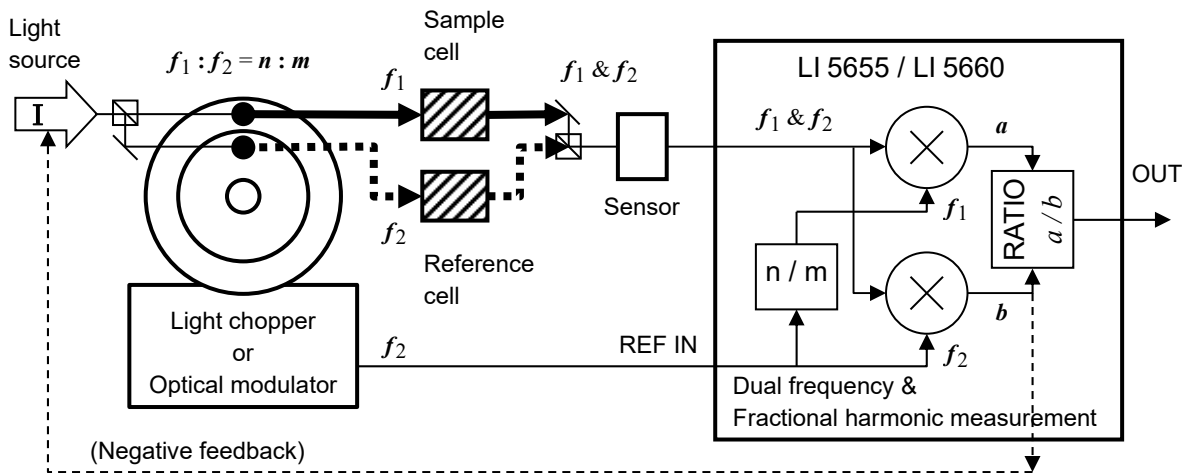 Light
source
I
f1 : f2 = n : m
Sample
cell
f1
f1 & f2
LI 5655 / LI 5660
f1 & f2
a
OUT
Sensor
RATIO
a / b
f1
f2
n / m
Reference
cell
b
Light chopper
or
Optical modulator
f2
REF IN
f2
Dual frequency &
Fractional harmonic measurement
(Negative feedback)